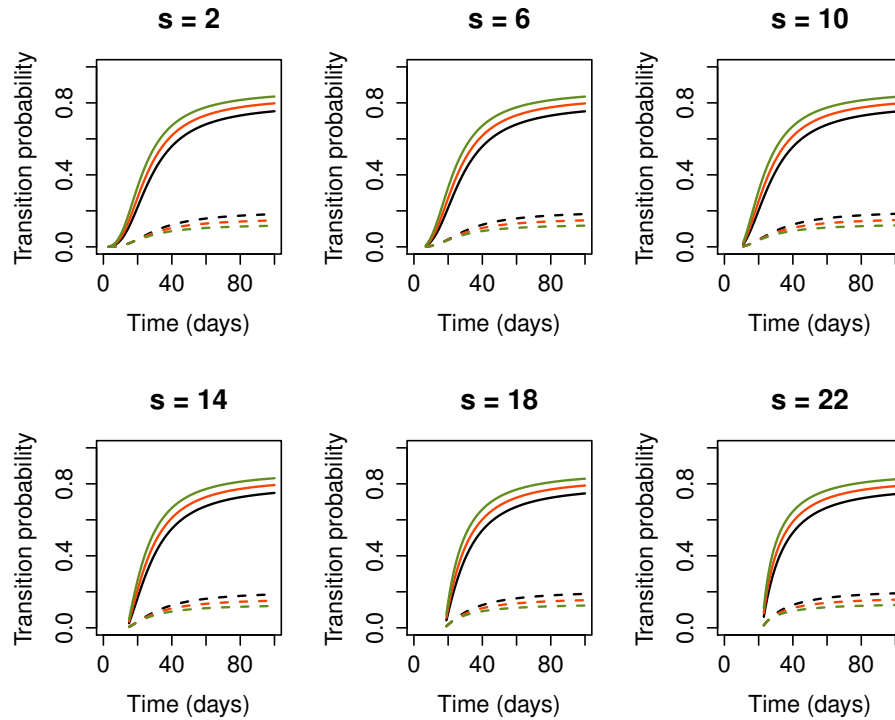 s = 2
Transition probability
0.0 0.4 0.8
0 40 80
Time (days)
s = 6
Transition probability
0.0 0.4 0.8
0 40 80
Time (days)
s = 10
Transition probability
0.0 0.4 0.8
0 40 80
Time (days)
s = 14
Transition probability
0.0 0.4 0.8
0 40 80
Time (days)
s = 18
Transition probability
0.0 0.4 0.8
0 40 80
Time (days)
s = 22
Transition probability
0.0 0.4 0.8
0 40 80
Time (days)